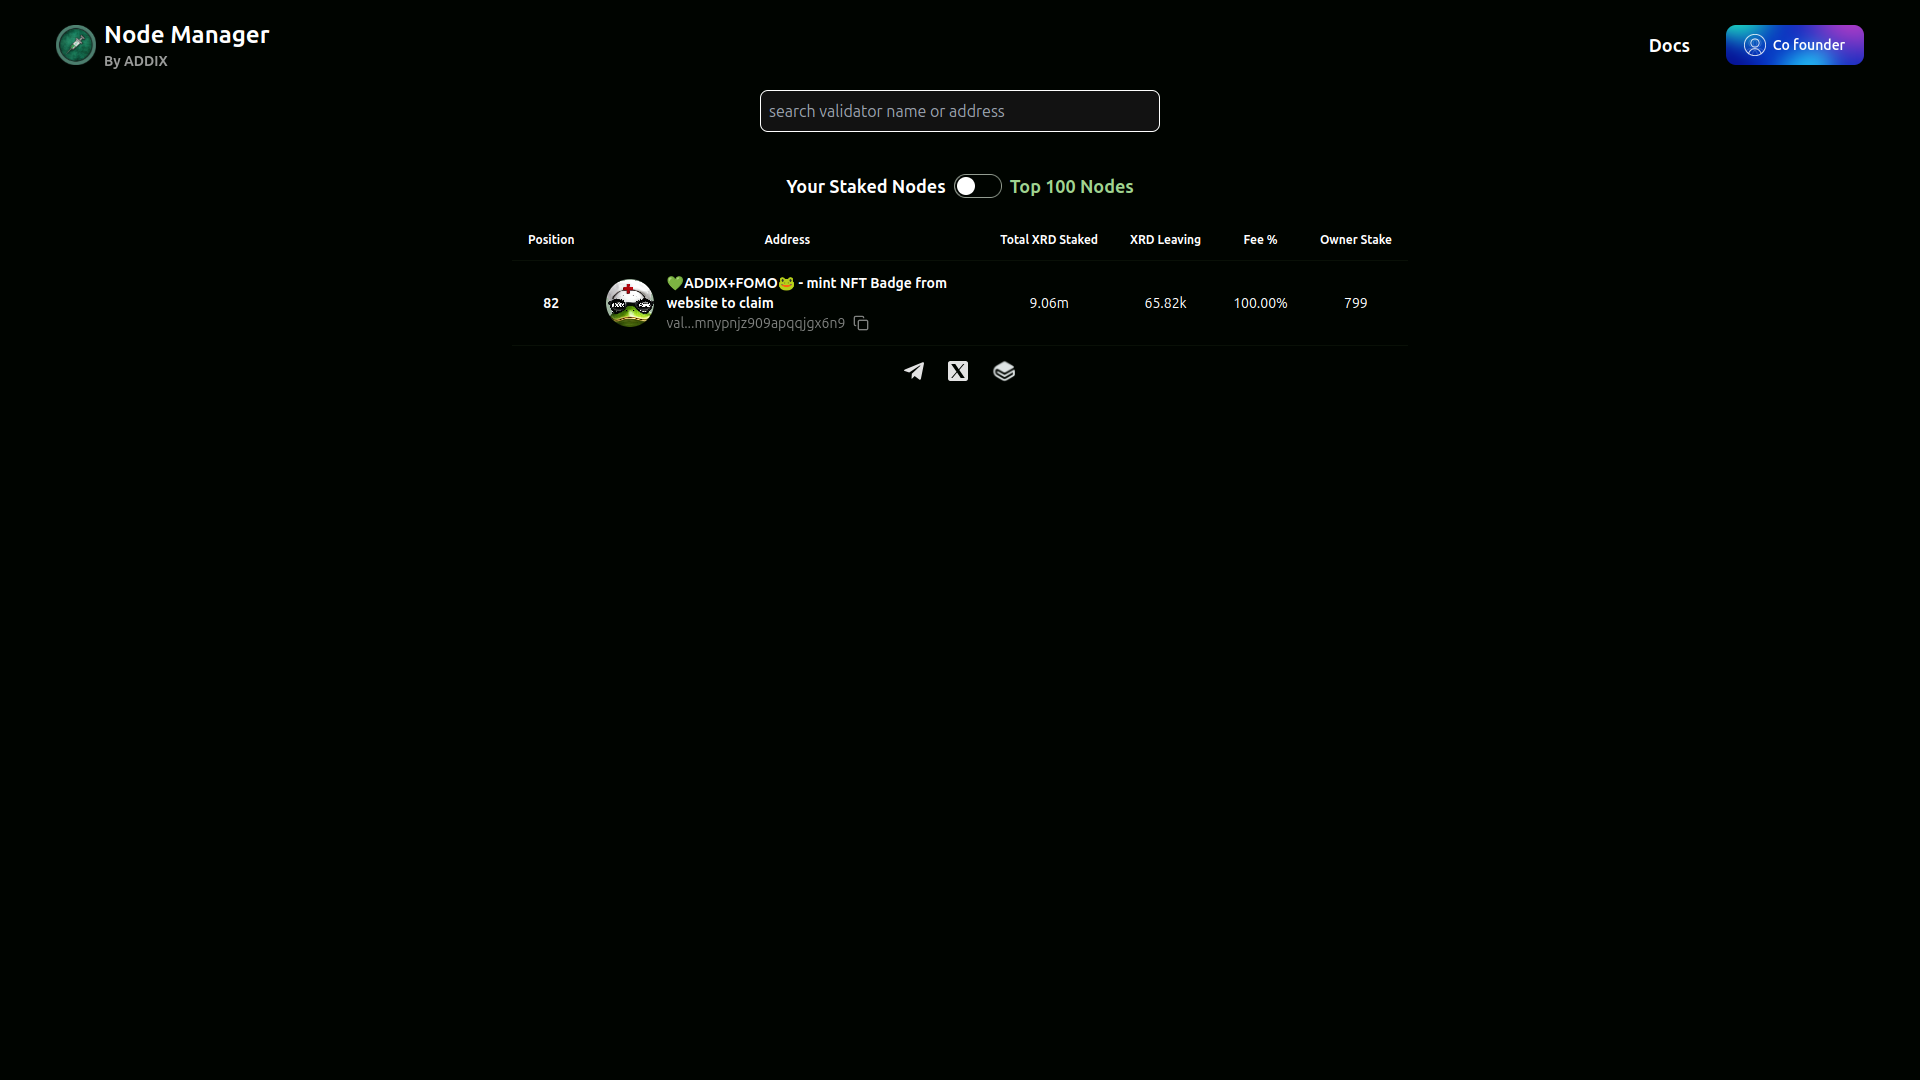 Node Manager
By ADDIX
Docs
Co founder
search validator name or address
Your Staked Nodes
Top 100 Nodes
Position Address Total XRD Staked XRD Leaving Fee % Owner Stake
82
💚ADDIX+FOMO🐸 - mint NFT Badge from
website to claim
val...mnypnjz909apqqjgx6n9
9.06m 65.82k 100.00% 799